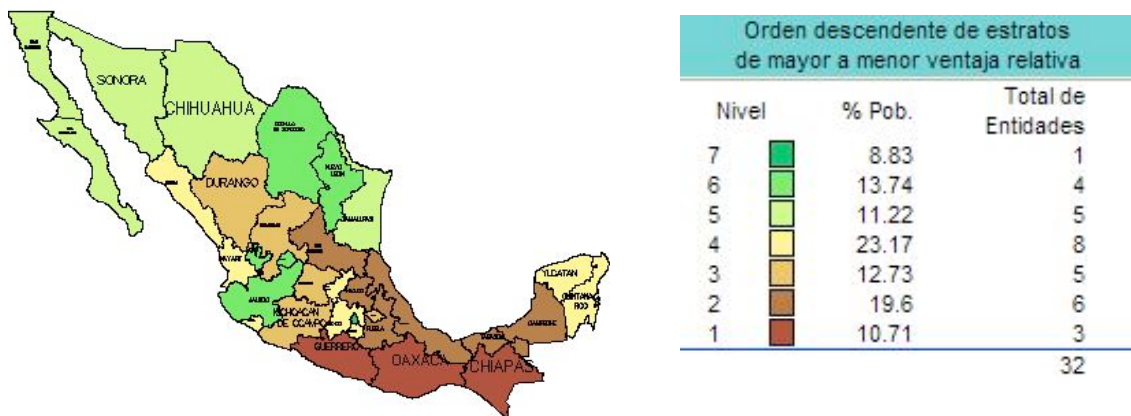 SONORA
CHIHUAHUA
DURANGO
NUEVO
LEON
TAMAULIPAS
NAYARIT
JALISCO
MICHOACAN
DE OCAMPO
PUEBLA
GUERRERO
OAXACA
CHIAPAS
CAMPECHE
YUCATAN
QUINTANA
ROO
Orden descendente de estratos
de mayor a menor ventaja relativa
Nivel % Pob. Total de
Entidades
7 8.83 1
6 13.74 4
5 11.22 5
4 23.17 8
3 12.73 5
2 19.6 6
1 10.71 3
32